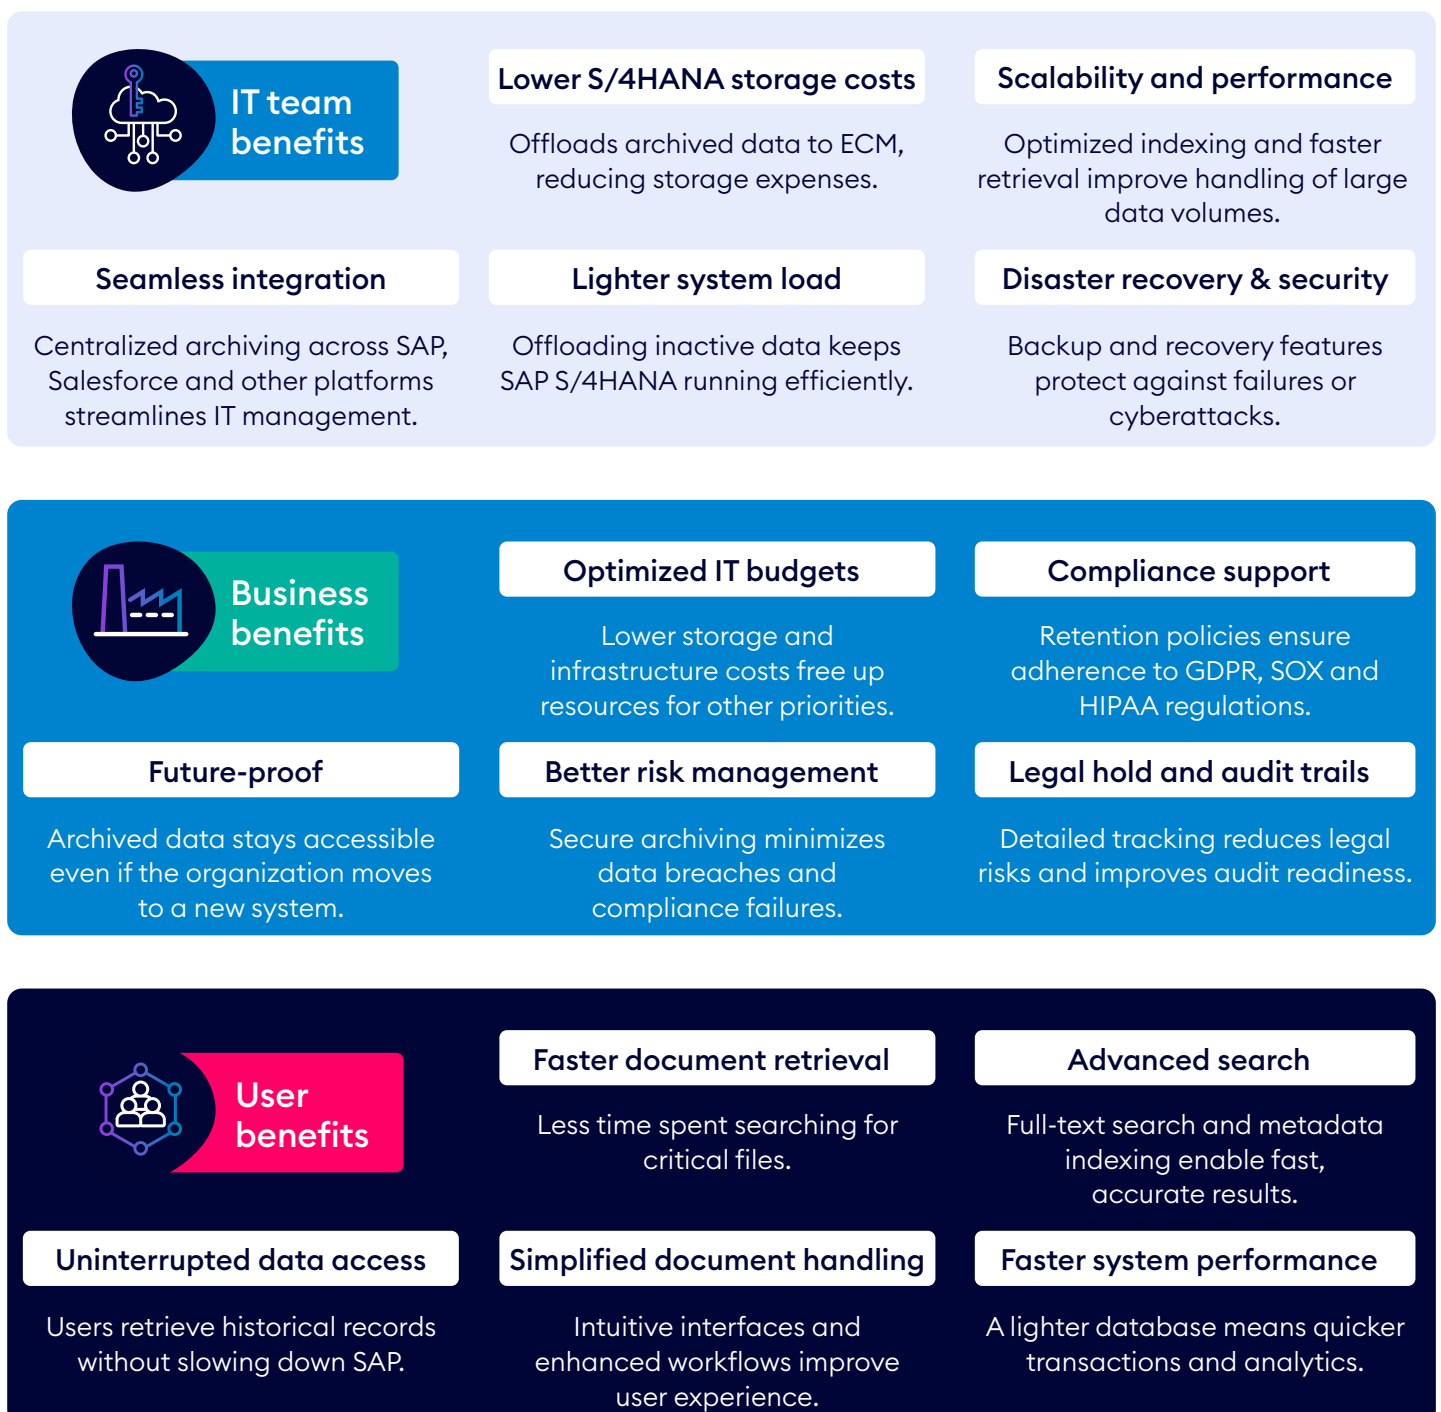 IT team
benefits
Lower S/4HANA storage costs
Offloads archived data to ECM,
reducing storage expenses.
Scalability and performance
Optimized indexing and faster
retrieval improve handling of large
data volumes.
Seamless integration
Centralized archiving across SAP,
Salesforce and other platforms
streamlines IT management.
Lighter system load
Offloading inactive data keeps
SAP S/4HANA running efficiently.
Disaster recovery & security
Backup and recovery features
protect against failures or
cyberattacks.
Business
benefits
Optimized IT budgets
Lower storage and
infrastructure costs free up
resources for other priorities.
Compliance support
Retention policies ensure
adherence to GDPR, SOX and
HIPAA regulations.
Future-proof
Archived data stays accessible
even if the organization moves
to a new system.
Better risk management
Secure archiving minimizes
data breaches and
compliance failures.
Legal hold and audit trails
Detailed tracking reduces legal
risks and improves audit readiness.
User
benefits
Faster document retrieval
Less time spent searching for
critical files.
Advanced search
Full-text search and metadata
indexing enable fast,
accurate results.
Uninterrupted data access
Users retrieve historical records
without slowing down SAP.
Simplified document handling
Intuitive interfaces and
enhanced workflows improve
user experience.
Faster system performance
A lighter database means quicker
transactions and analytics.